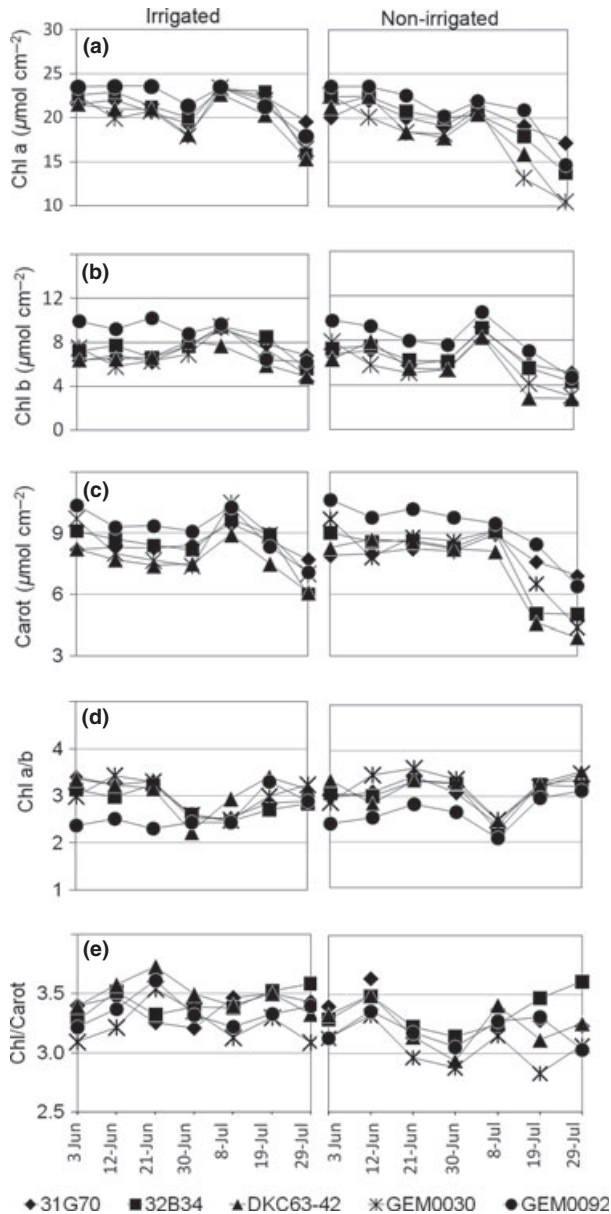 Irrigated Non-irrigated
(a)
Chl a (µmol cm−2)
30
25
20
15
10
(b)
Chl b (µmol cm−2)
12
8
4
0
(c)
Carot (µmol cm−2)
9
6
3
(d)
Chl a/b
4
3
2
1
(e)
Chl/Carot
3.5
3.0
2.5
3 Jun 12-Jun 21-Jun 30-Jun 8-Jul 19-Jul 29-Jul 3 Jun 12-Jun 21-Jun 30-Jun 8-Jul 19-Jul 29-Jul
31G70 32B34 DKC63-42 GEM0030 GEM0092